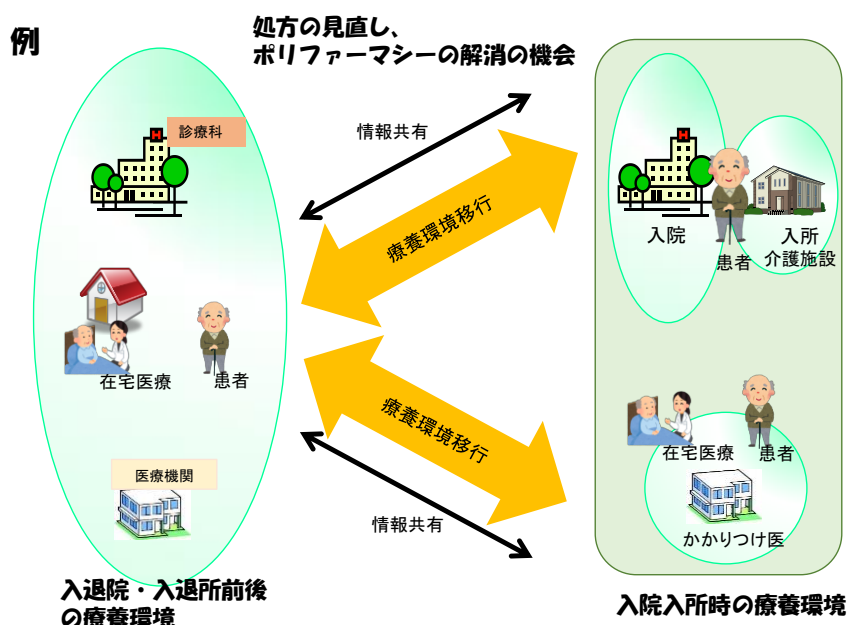 例
処方の見直し、
ポリファーマシーの解消の機会
診療科
H
情報共有
療養環境移行
入院
患者
入所
介護施設
在宅医療
患者
療養環境移行
在宅医療
患者
医療機関
情報共有
かかりつけ医
入退院・入退所前後
の療養環境
入院入所時の療養環境
H